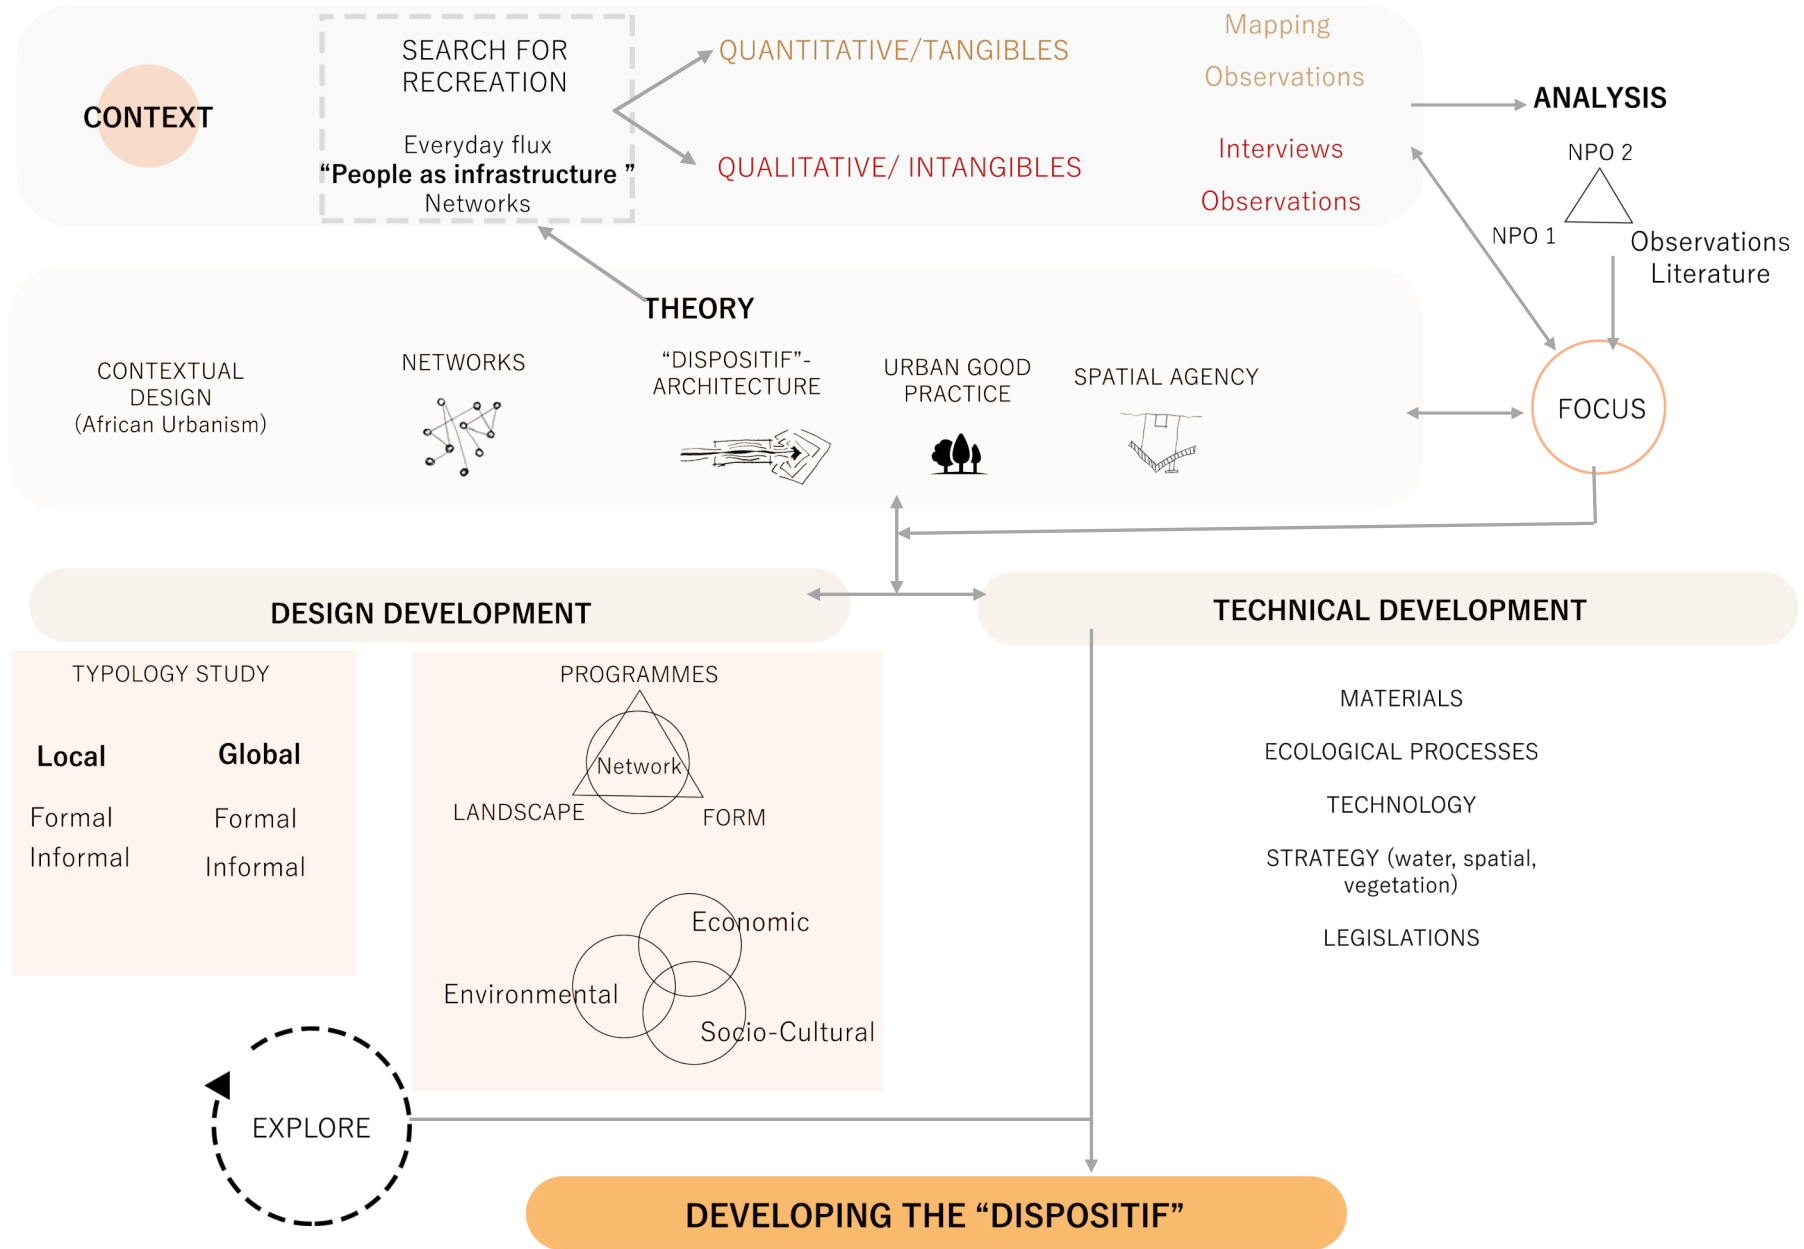 CONTEXT
SEARCH FOR
RECREATION
Everyday flux
“People as infrastructure ”
Networks
QUANTITATIVE/TANGIBLES
QUALITATIVE/ INTANGIBLES
Mapping
Observations
Interviews
Observations
ANALYSIS
NPO 2
NPO 1
Observations
Literature
THEORY
CONTEXTUAL
DESIGN
(African Urbanism)
NETWORKS
“DISPOSITIF”-
ARCHITECTURE
URBAN GOOD
PRACTICE
SPATIAL AGENCY
FOCUS
DESIGN DEVELOPMENT
TECHNICAL DEVELOPMENT
TYPOLOGY STUDY
Local
Formal
Informal
Global
Formal
Informal
PROGRAMMES
Network
LANDSCAPE
FORM
Economic
Environmental
Socio-Cultural
MATERIALS
ECOLOGICAL PROCESSES
TECHNOLOGY
STRATEGY (water, spatial,
vegetation)
LEGISLATIONS
EXPLORE
DEVELOPING THE “DISPOSITIF”